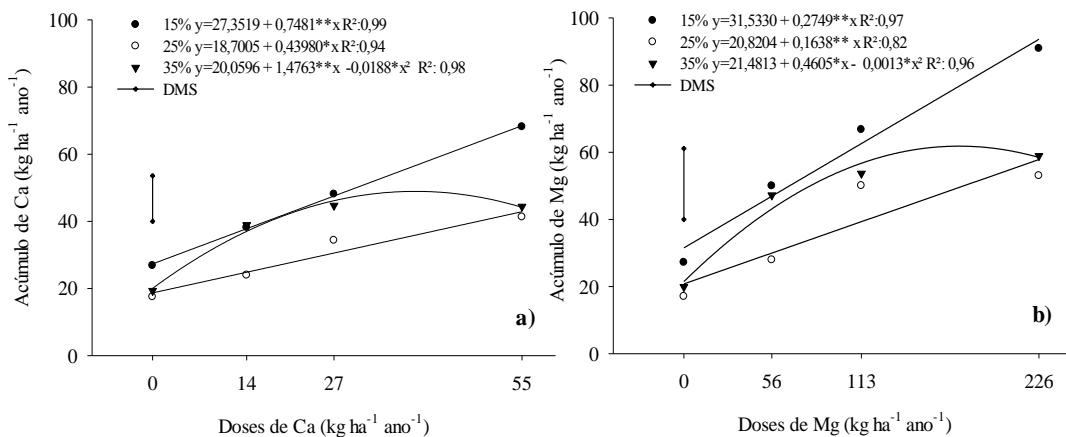 15% y=27,3519 + 0,7481**x R²:0,99
25% y=18,7005 + 0,43980*x R²:0,94
35% y=20,0596 + 1,4763**x -0,0188*x² R²: 0,98
DMS
Acúmulo de Ca (kg ha⁻¹ ano⁻¹)
100
80
60
40
20
0
a)
0 14 27 55
Doses de Ca (kg ha⁻¹ ano⁻¹)
15% y=31,5330 + 0,2749**x R²:0,97
25% y=20,8204 + 0,1638** x R²:0,82
35% y=21,4813 + 0,4605*x - 0,0013*x² R²: 0,96
DMS
Acúmulo de Mg (kg ha⁻¹ ano⁻¹)
100
80
60
40
20
0
b)
0 56 113 226
Doses de Mg (kg ha⁻¹ ano⁻¹)